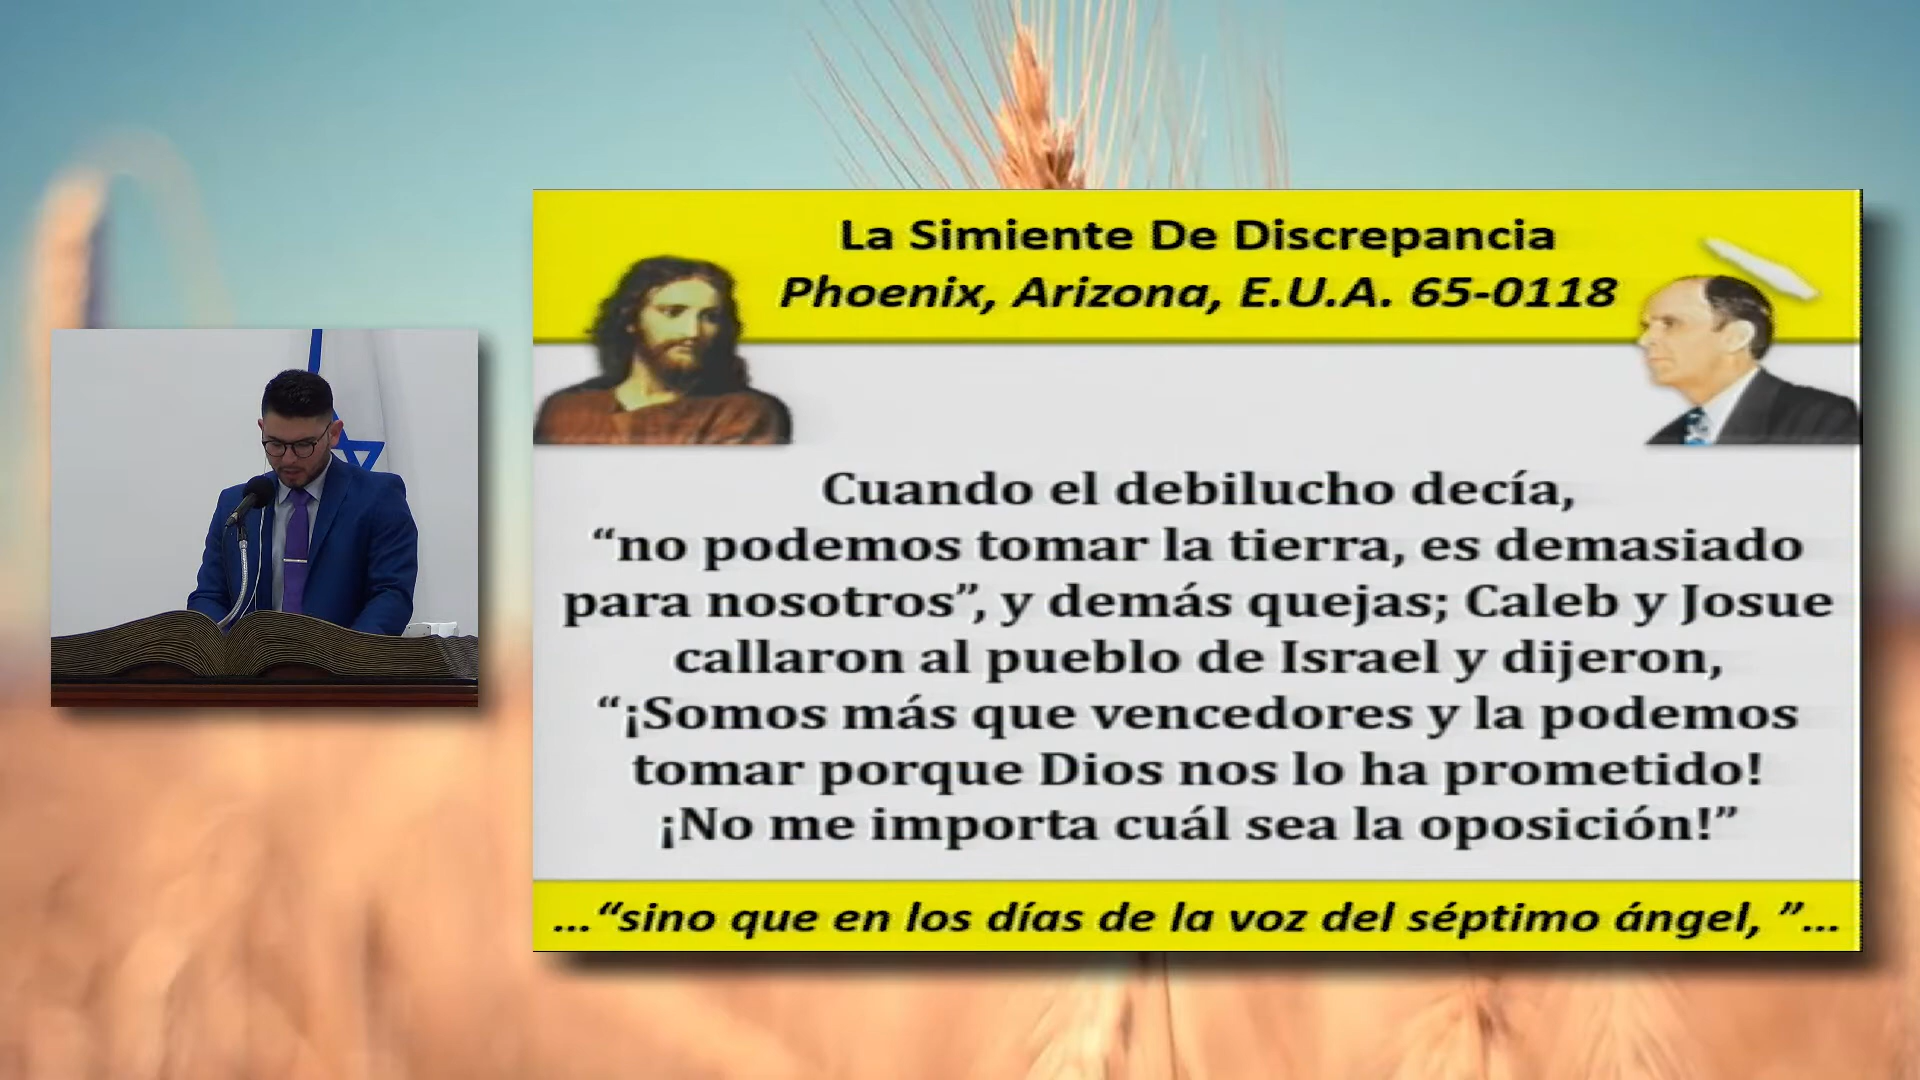 La Simiente De Discrepancia
Phoenix, Arizona, E.U.A. 65-0118
Cuando el debilucho decía,
“no podemos tomar la tierra, es demasiado
para nosotros”, y demás quejas; Caleb y Josue
callaron al pueblo de Israel y dijeron,
“¡Somos más que vencedores y la podemos
tomar porque Dios nos lo ha prometido!
¡No me importa cuál sea la oposición!”
...“sino que en los días de la voz del séptimo ángel, ”...